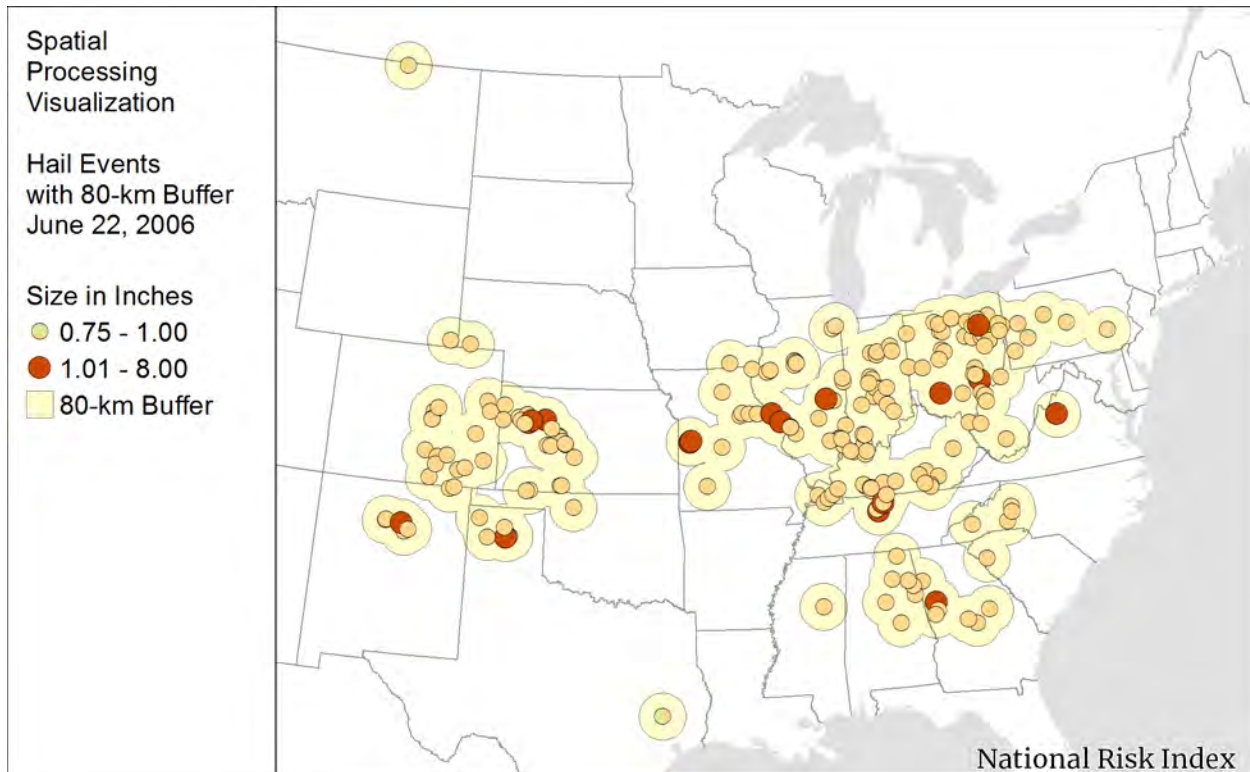 Spatial
Processing
Visualization
Hail Events
with 80-km Buffer
June 22, 2006
Size in Inches
0.75 - 1.00
1.01 - 8.00
80-km Buffer
National Risk Index